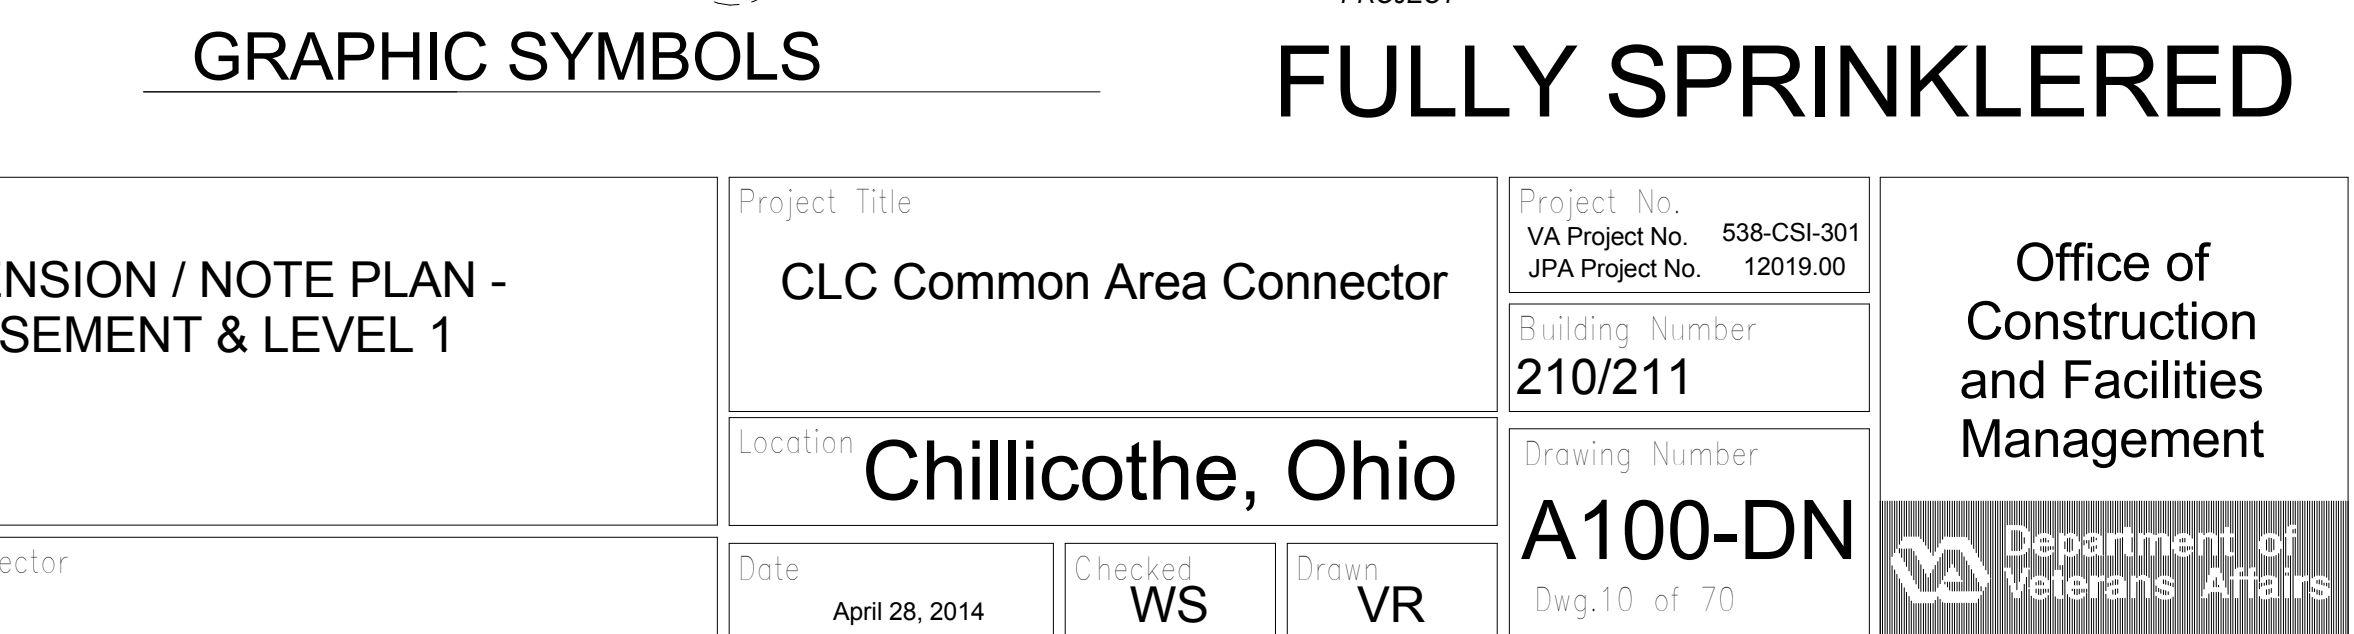 GRAPHIC SYMBOLS
FULLY SPRINKLERED
ENSION / NOTE PLAN -
SEMENT & LEVEL 1
ector
Project Title
CLC Common Area Connector
Location
Chillicothe, Ohio
Date
April 28, 2014
Checked
WS
Drawn
VR
Project No.
VA Project No. 538-CSI-301
JPA Project No. 12019.00
Building Number
210/211
Drawing Number
A100-DN
Dwg.10 of 70
Office of
Construction
and Facilities
Management
VA
Department of
Veterans Affairs